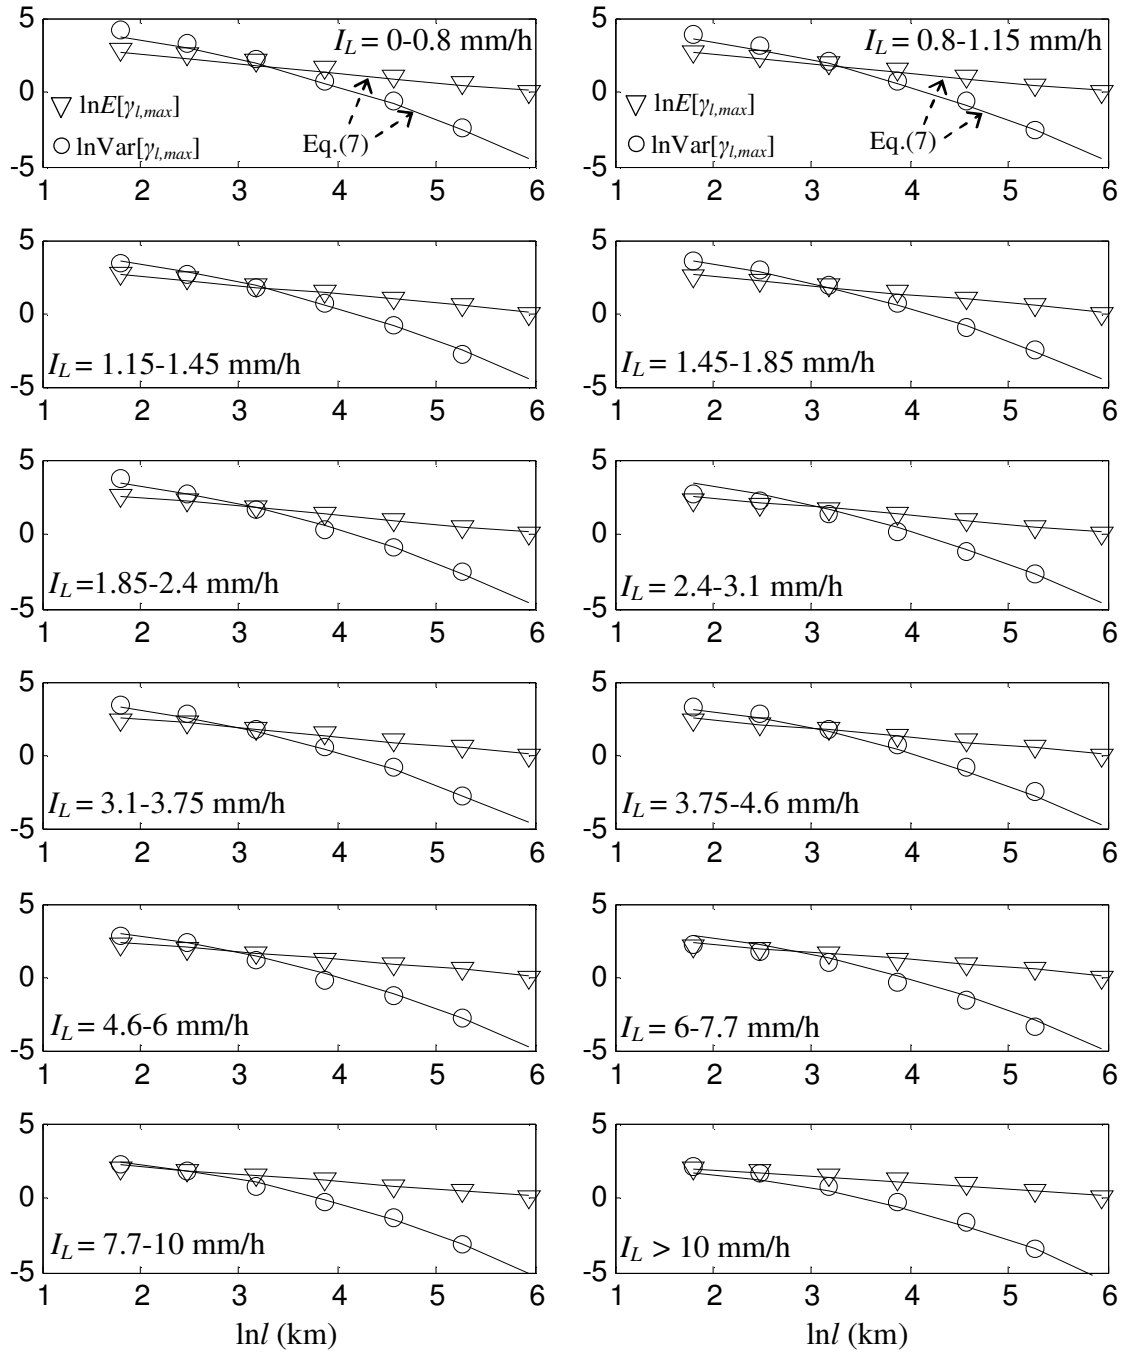 5
0
-5
1 2 3 4 5 6
I_L = 0-0.8 mm/h
lnE[γ_l,max]
lnVar[γ_l,max]
Eq.(7)
5
0
-5
1 2 3 4 5 6
I_L = 0.8-1.15 mm/h
lnE[γ_l,max]
lnVar[γ_l,max]
Eq.(7)
5
0
-5
1 2 3 4 5 6
I_L = 1.15-1.45 mm/h
5
0
-5
1 2 3 4 5 6
I_L = 1.45-1.85 mm/h
5
0
-5
1 2 3 4 5 6
I_L =1.85-2.4 mm/h
5
0
-5
1 2 3 4 5 6
I_L = 2.4-3.1 mm/h
5
0
-5
1 2 3 4 5 6
I_L = 3.1-3.75 mm/h
5
0
-5
1 2 3 4 5 6
I_L = 3.75-4.6 mm/h
5
0
-5
1 2 3 4 5 6
I_L = 4.6-6 mm/h
5
0
-5
1 2 3 4 5 6
I_L = 6-7.7 mm/h
5
0
-5
1 2 3 4 5 6
I_L = 7.7-10 mm/h
lnl (km)
5
0
-5
1 2 3 4 5 6
I_L > 10 mm/h
lnl (km)